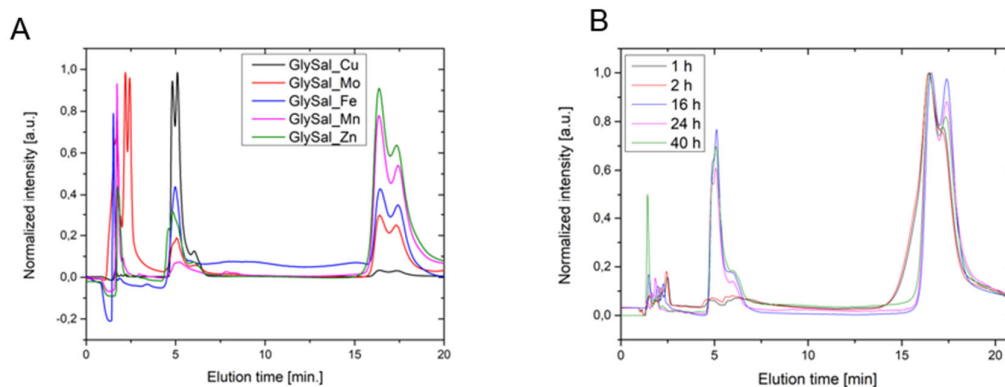 A
GlySal_Cu
GlySal_Mo
GlySal_Fe
GlySal_Mn
GlySal_Zn
Normalized intensity [a.u.]
1,0
0,8
0,6
0,4
0,2
0,0
-0,2
0 5 10 15 20
Elution time [min.]
B
1 h
2 h
16 h
24 h
40 h
Normalized intensity [a.u.]
1,0
0,8
0,6
0,4
0,2
0,0
0 5 10 15 20
Elution time [min]